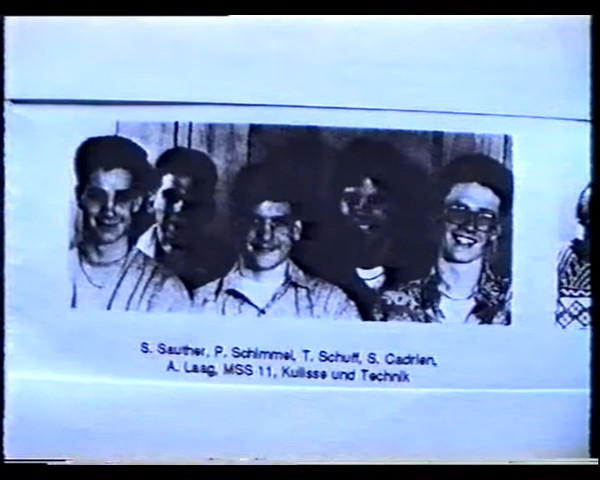 S. Sauther, P. Schimmel, T. Schuff, S. Cadrien,
A. Laag, MSS 11, Kulisse und Technik